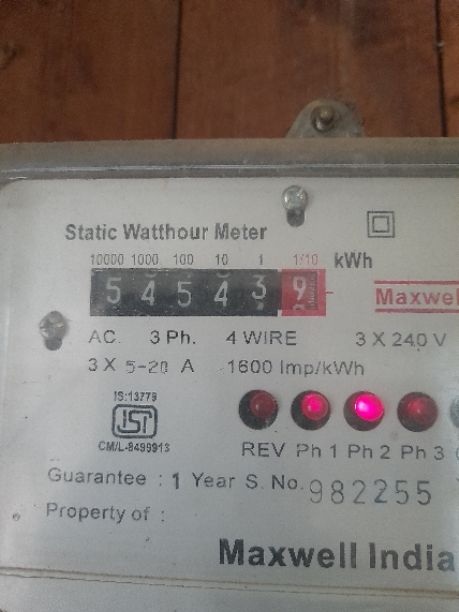 Static Watthour Meter
10000 1000 100 10 1 1/10 kWh
5 4 5 4 3 9
Maxwel
AC. 3 Ph. 4 WIRE 3 X 240 V
3 X 5-20 A 1600 Imp/kWh
IS:13779
ISI
CM/L-8499913
REV Ph 1 Ph 2 Ph 3
Guarantee : 1 Year S. No. 982255
Property of :
Maxwell India